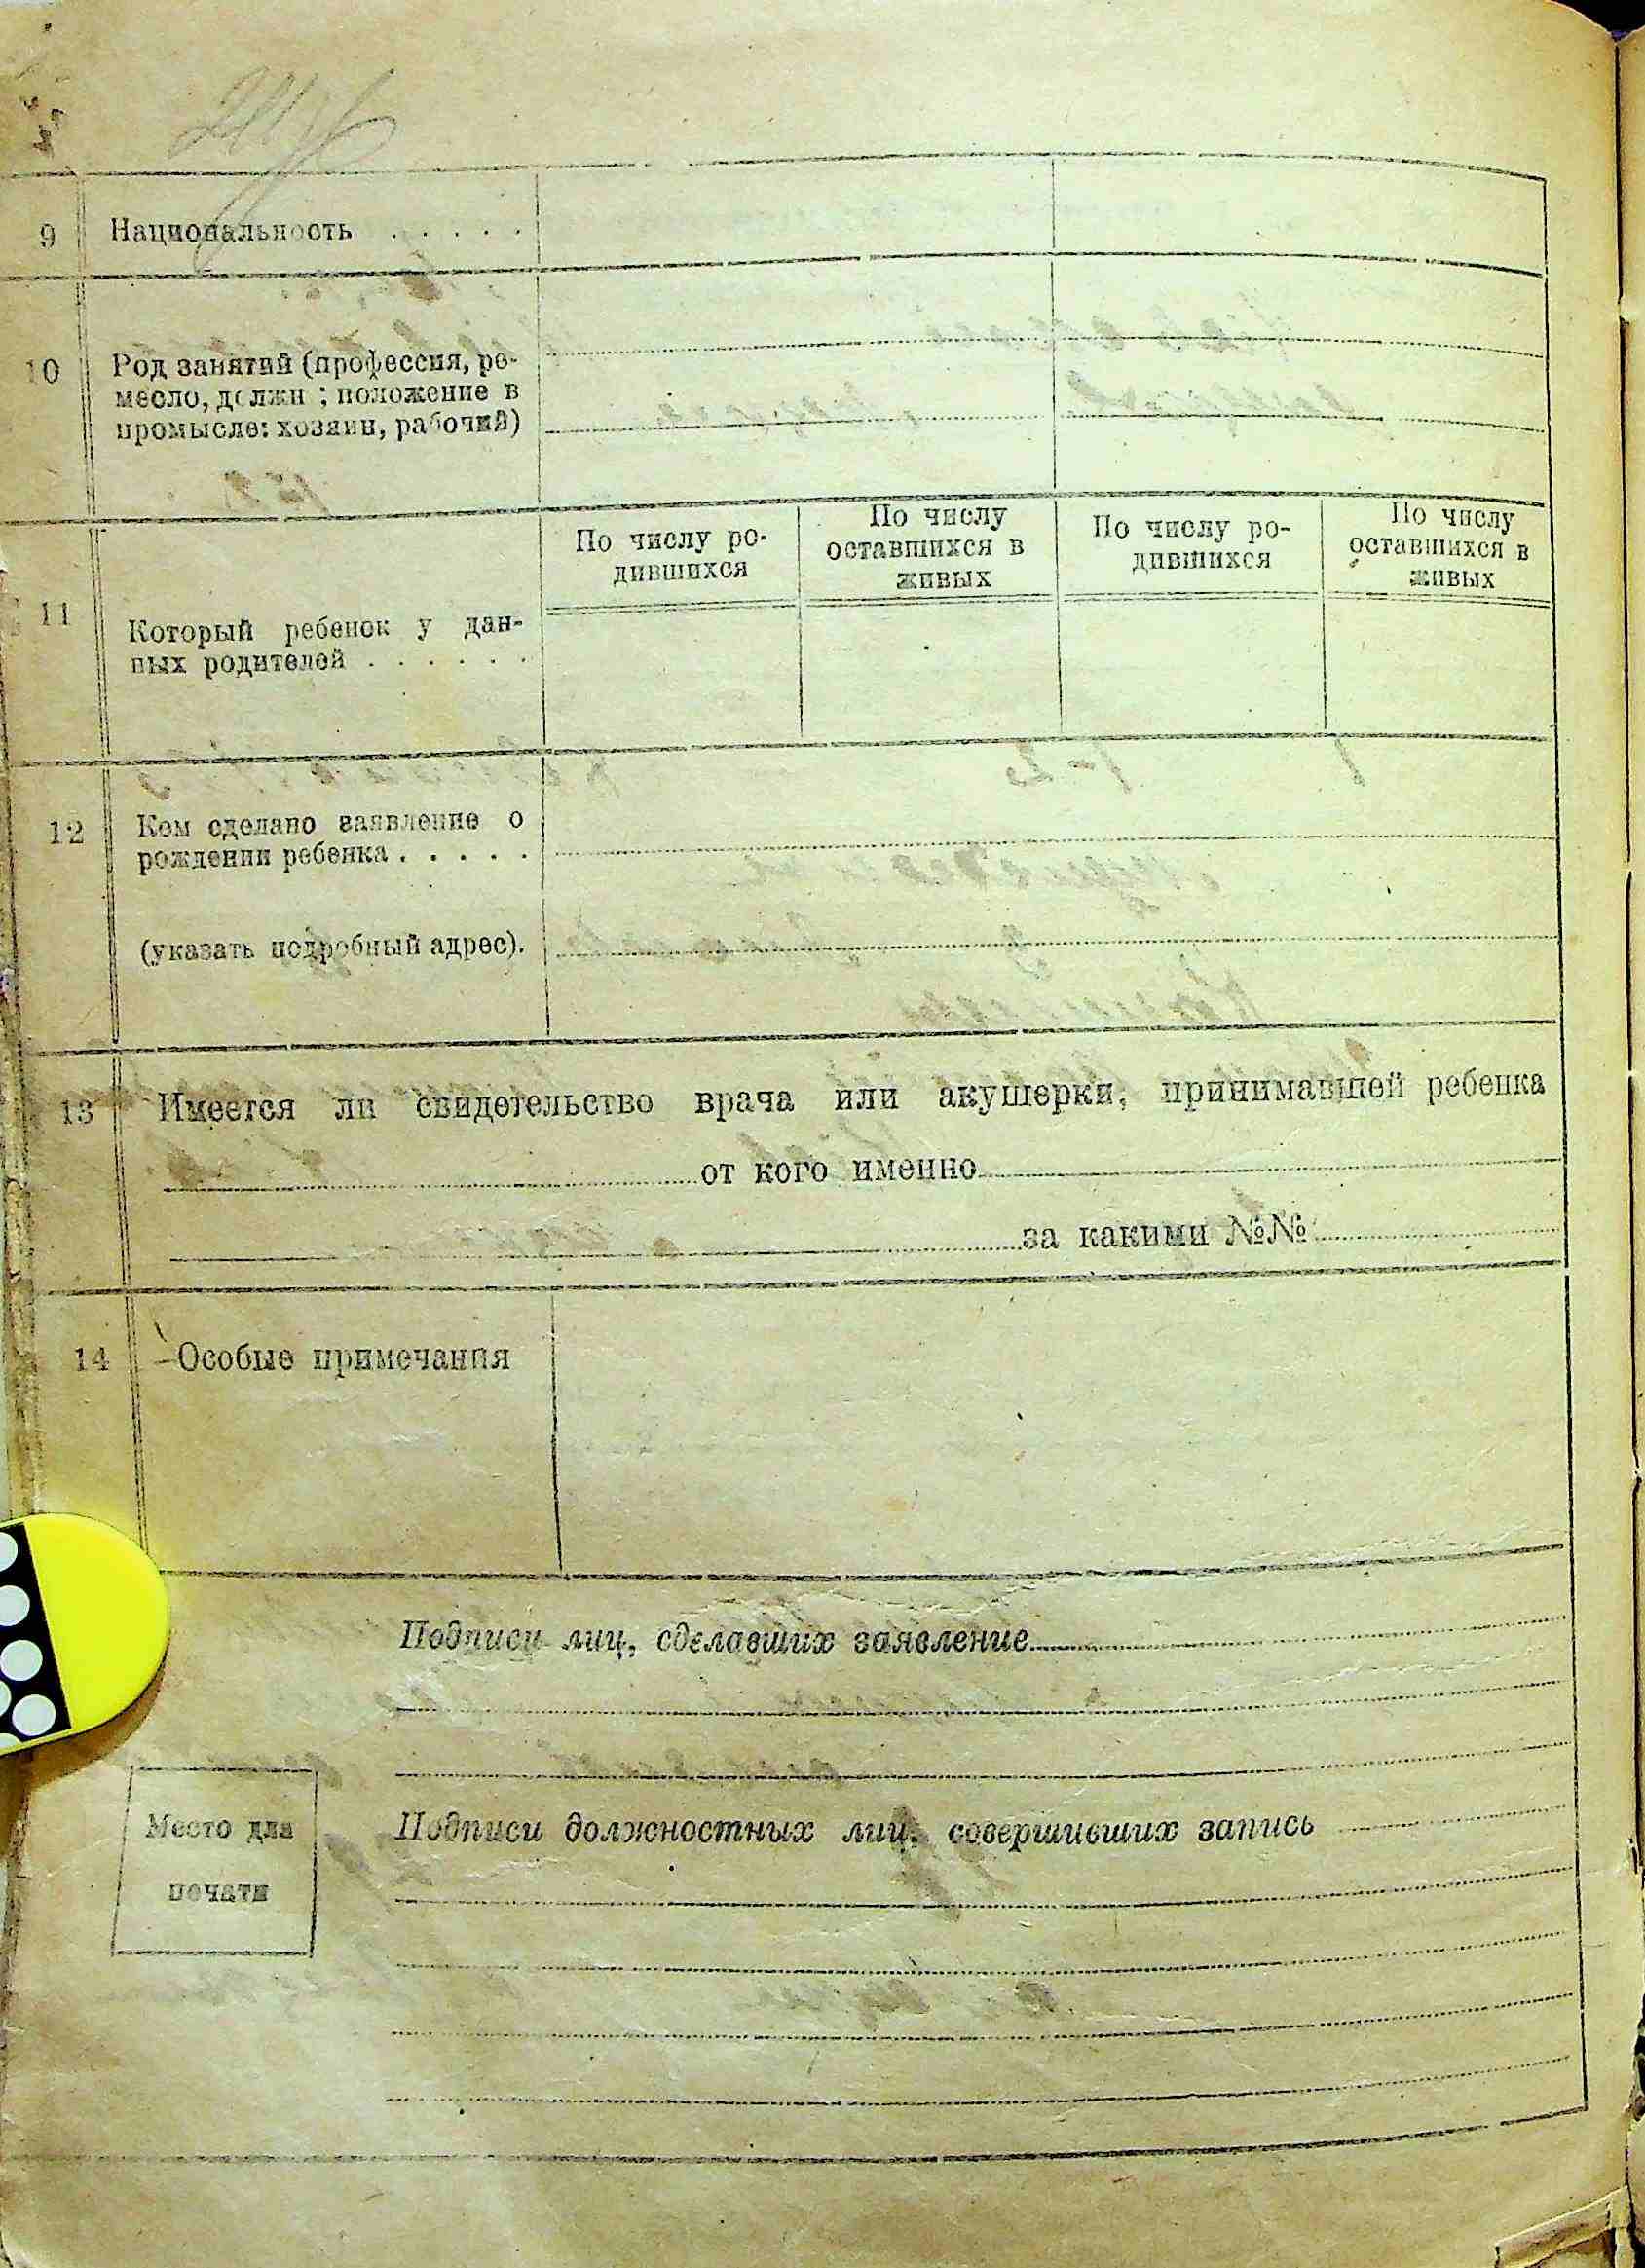 9 Национальность . . . . .
10 Род занятий (професссия, ре-
месло, должн ; положение в
промысле: хозяин, рабочий)
По числу ро-
дившихся
По числу
оставшихся в
живых
По числу ро-
дившихся
По числу
оставшихся в
живых
11 Который ребенок у дан-
ных родителей . . . . . .
12 Кем сделано заявление о
рождении ребенка . . . . .
(указать подробный адрес).
13 Имеется ли свидетельство врача или акушерки, принимавшей ребенка
от кого именно
за какими №№
14 Особые примечания
Подписи лиц, сделавших заявление
Место для
печати
Подписи должностных лиц, совершивших запись